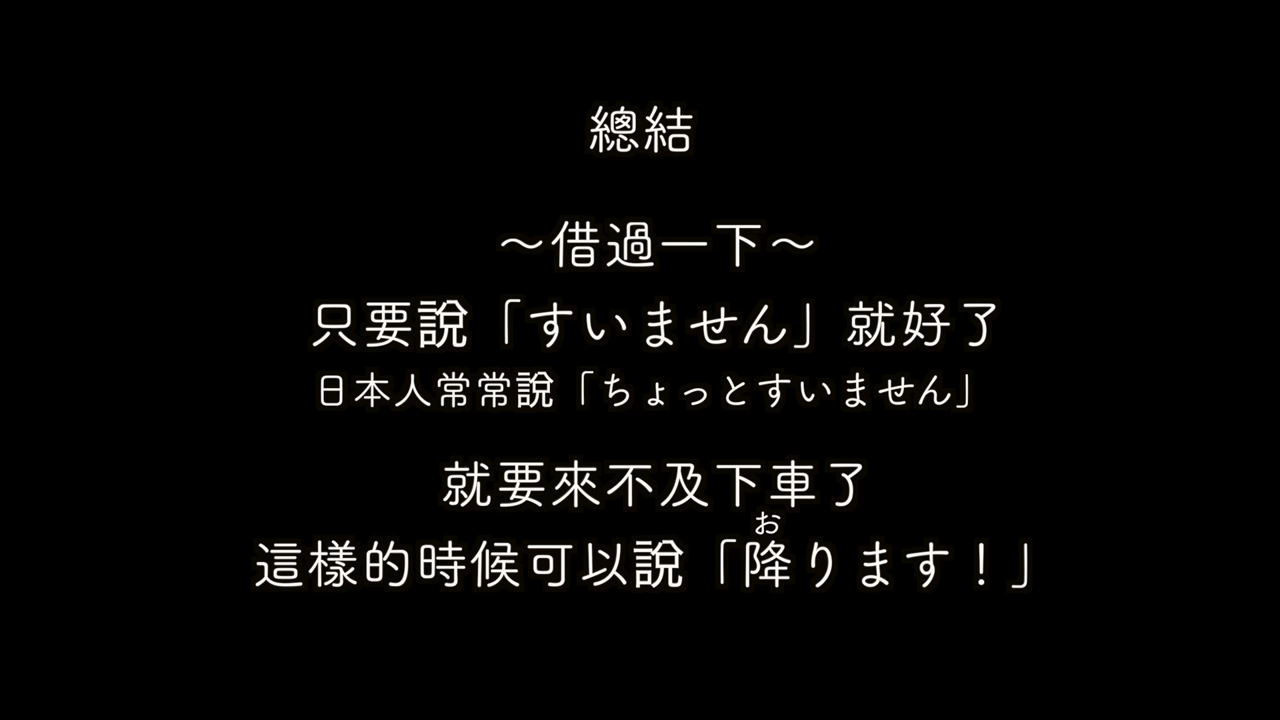 總結
～借過一下～
只要說「すいません」就好了
日本人常常說「ちょっとすいません」
就要來不及下車了
お
這樣的時候可以說「降ります！」